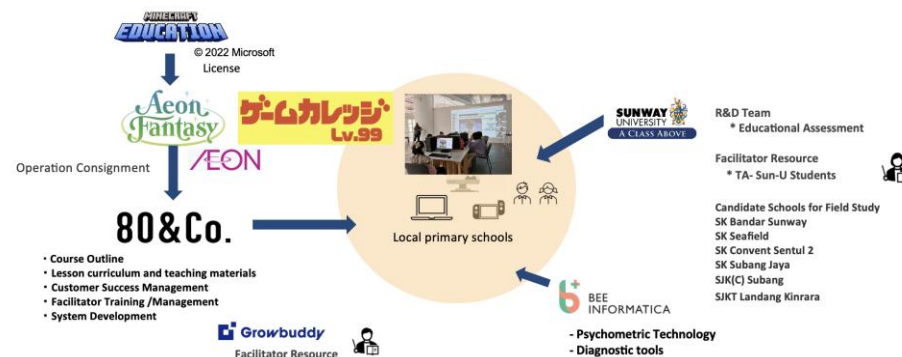 MINECRAFT
EDUCATION
© 2022 Microsoft
License
Aeon
Fantasy
ÆON
ゲームカレッジ
Lv.99
Operation Consignment
80&Co.
・Course Outline
・Lesson curriculum and teaching materials
・Customer Success Management
・Facilitator Training /Management
・System Development
Growbuddy
Facilitator Resource
Local primary schools
BEE
INFORMATICA
- Psychometric Technology
- Diagnostic tools
SUNWAY
UNIVERSITY
A CLASS ABOVE
R&D Team
* Educational Assessment
Facilitator Resource
* TA- Sun-U Students
Candidate Schools for Field Study
SK Bandar Sunway
SK Seafield
SK Convent Sentul 2
SK Subang Jaya
SJK(C) Subang
SJKT Landang Kinrara